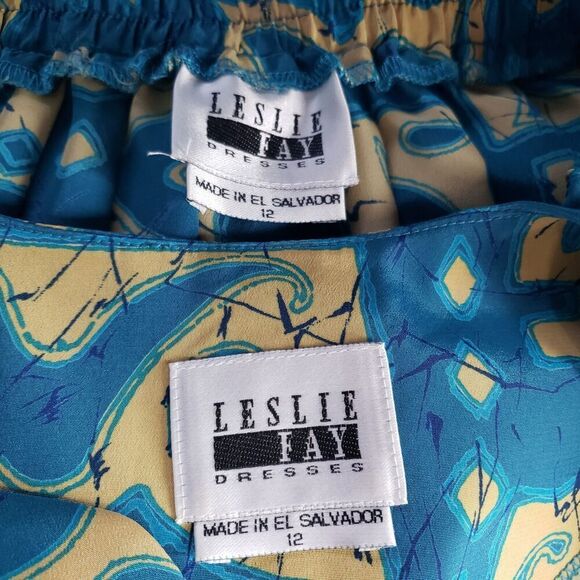 LESLIE
FAY
DRESSES
MADE IN EL SALVADOR
12
LESLIE
FAY
DRESSES
MADE IN EL SALVADOR
12